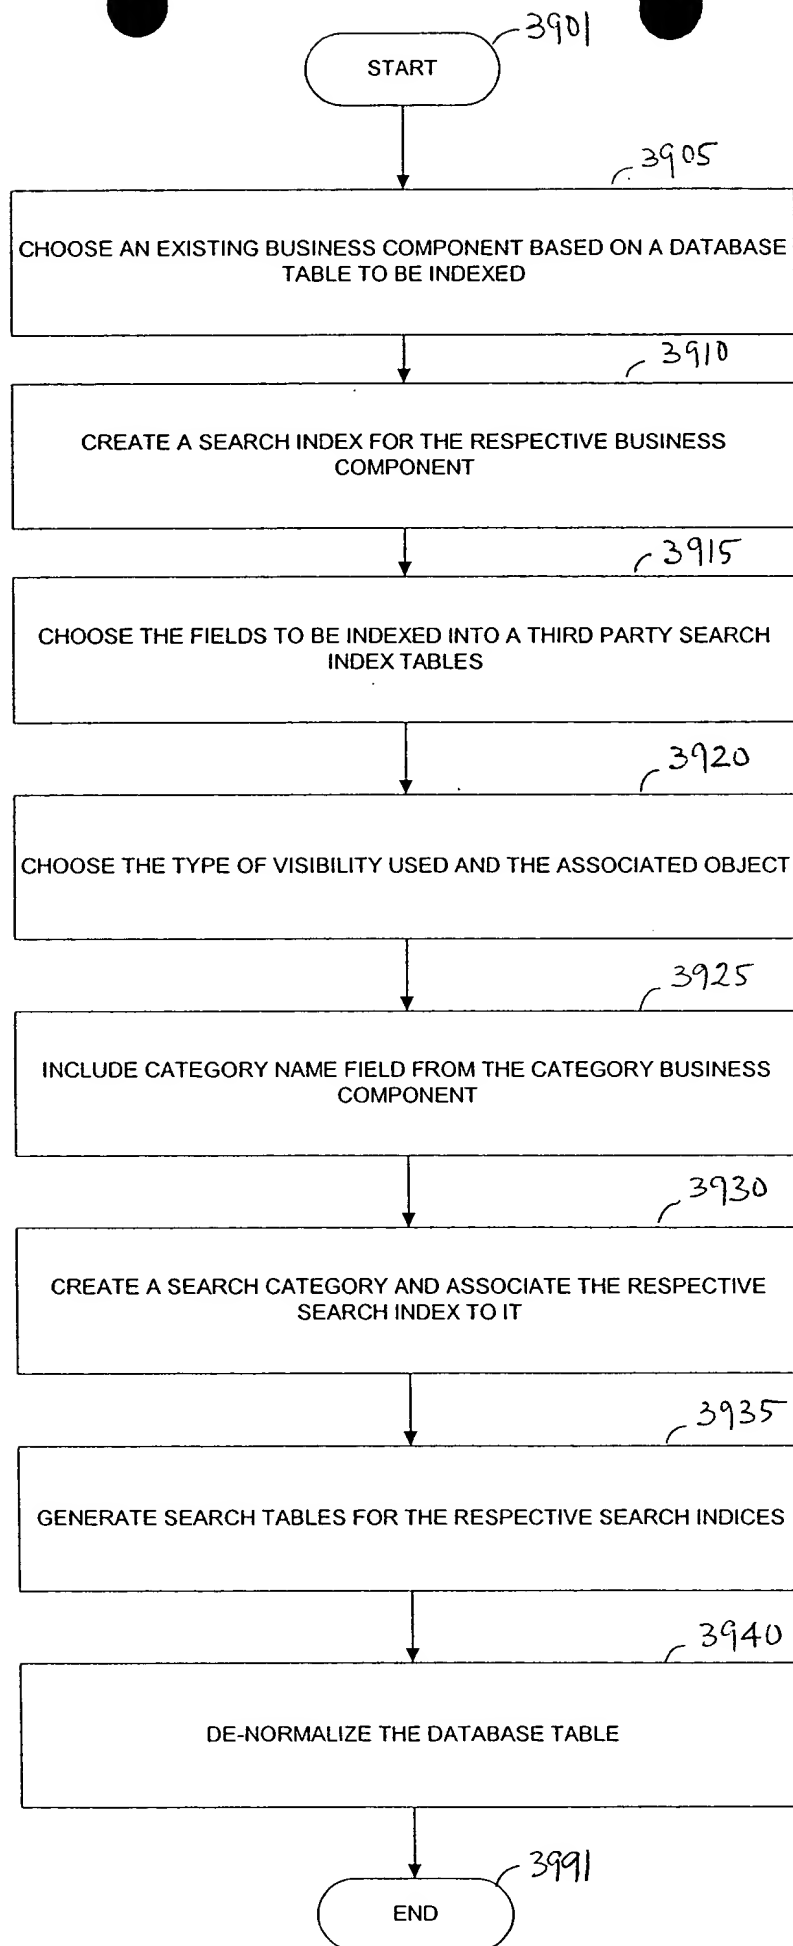 3901
START
3905
CHOOSE AN EXISTING BUSINESS COMPONENT BASED ON A DATABASE
TABLE TO BE INDEXED
3910
CREATE A SEARCH INDEX FOR THE RESPECTIVE BUSINESS
COMPONENT
3915
CHOOSE THE FIELDS TO BE INDEXED INTO A THIRD PARTY SEARCH
INDEX TABLES
3920
CHOOSE THE TYPE OF VISIBILITY USED AND THE ASSOCIATED OBJECT
3925
INCLUDE CATEGORY NAME FIELD FROM THE CATEGORY BUSINESS
COMPONENT
3930
CREATE A SEARCH CATEGORY AND ASSOCIATE THE RESPECTIVE
SEARCH INDEX TO IT
3935
GENERATE SEARCH TABLES FOR THE RESPECTIVE SEARCH INDICES
3940
DE-NORMALIZE THE DATABASE TABLE
3991
END